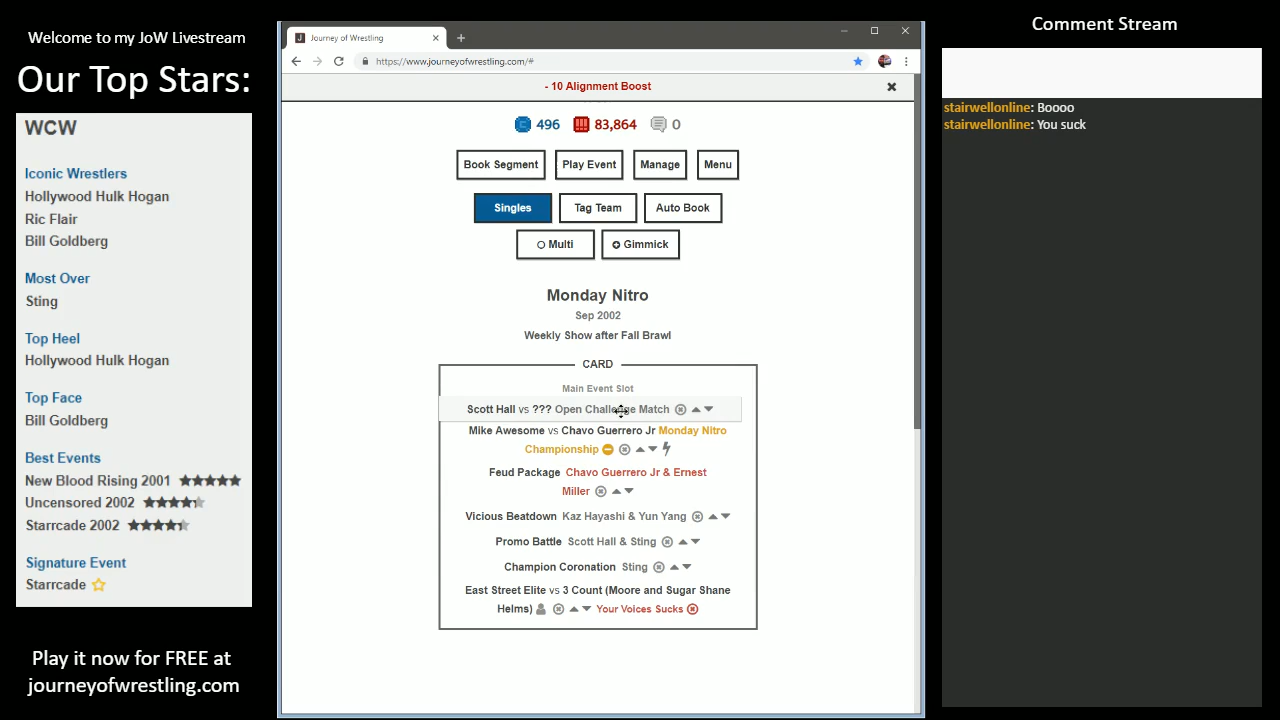 Welcome to my JoW Livestream
Our Top Stars:
WCW
Iconic Wrestlers
Hollywood Hulk Hogan
Ric Flair
Bill Goldberg
Most Over
Sting
Top Heel
Hollywood Hulk Hogan
Top Face
Bill Goldberg
Best Events
New Blood Rising 2001 ★★★★★
Uncensored 2002
Starrcade 2002
Signature Event
Starrcade ☆
Play it now for FREE at
journeyofwrestling.com
Journey of Wrestling
https://www.journeyofwrestling.com/#
- 10 Alignment Boost
496 83,864 0
Book Segment Play Event Manage Menu
Singles Tag Team Auto Book
Multi Gimmick
Monday Nitro
Sep 2002
Weekly Show after Fall Brawl
CARD
Main Event Slot
Scott Hall vs ??? Open Challenge Match
Mike Awesome vs Chavo Guerrero Jr Monday Nitro
Championship
Feud Package Chavo Guerrero Jr & Ernest
Miller
Vicious Beatdown Kaz Hayashi & Yun Yang
Promo Battle Scott Hall & Sting
Champion Coronation Sting
East Street Elite vs 3 Count (Moore and Sugar Shane
Helms) Your Voices Sucks
Comment Stream
stairwellonline: Boooo
stairwellonline: You suck